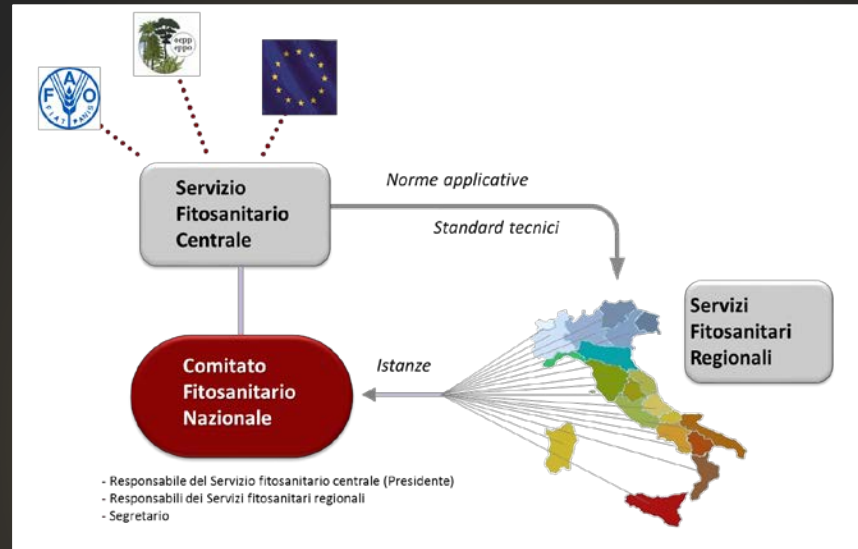 oepp
eppo
F A O
FIAT PANIS
Servizio
Fitosanitario
Centrale
Norme applicative
Standard tecnici
Servizi
Fitosanitari
Regionali
Comitato
Fitosanitario
Nazionale
Istanze
- Responsabile del Servizio fitosanitario centrale (Presidente)
- Responsabili dei Servizi fitosanitari regionali
- Segretario